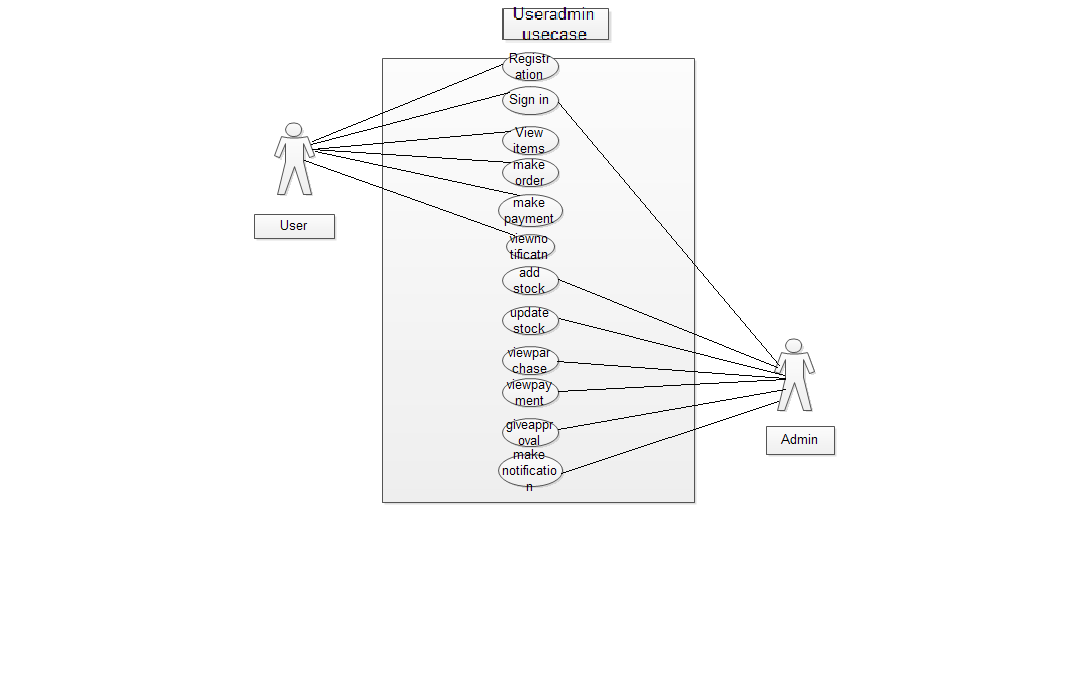 Useradmin
usecase
Registr
ation
Sign in
View
items
make
order
make
payment
User
viewno
tificatn
add
stock
update
stock
viewpar
chase
viewpay
ment
giveappr
oval
Admin
make
notificatio
n